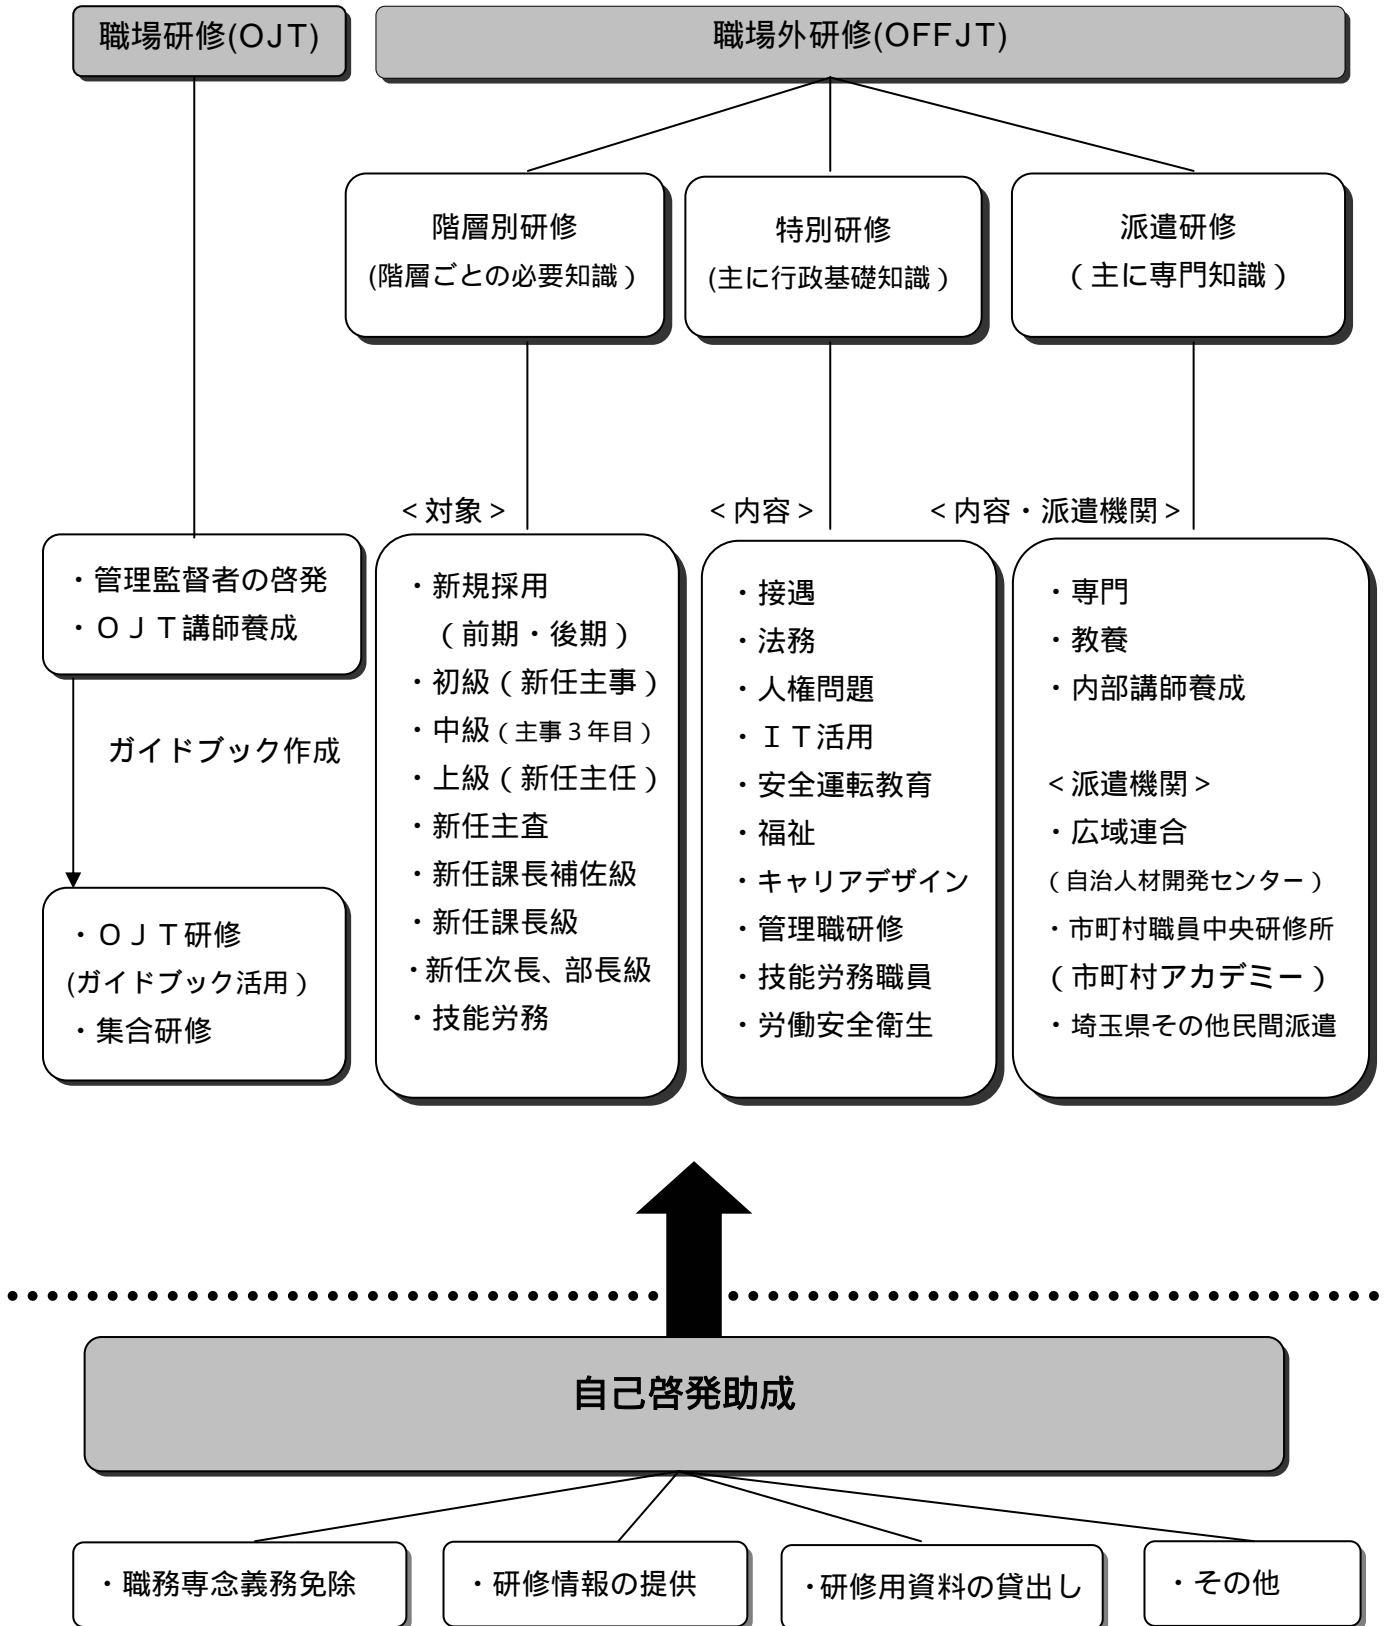 職場研修(OJT)
職場外研修(OFFJT)
階層別研修
(階層ごとの必要知識）
特別研修
(主に行政基礎知識）
派遣研修
（主に専門知識）
・管理監督者の啓発
・ＯＪＴ講師養成
ガイドブック作成
・ＯＪＴ研修
(ガイドブック活用）
・集合研修
＜対象＞
・新規採用
（前期・後期）
・初級（新任主事）
・中級（主事３年目）
・上級（新任主任）
・新任主査
・新任課長補佐級
・新任課長級
・新任次長、部長級
・技能労務
＜内容＞
・接遇
・法務
・人権問題
・ＩＴ活用
・安全運転教育
・福祉
・キャリアデザイン
・管理職研修
・技能労務職員
・労働安全衛生
＜内容・派遣機関＞
・専門
・教養
・内部講師養成
＜派遣機関＞
・広域連合
（自治人材開発センター）
・市町村職員中央研修所
（市町村アカデミー）
・埼玉県その他民間派遣
自己啓発助成
・職務専念義務免除
・研修情報の提供
・研修用資料の貸出し
・その他